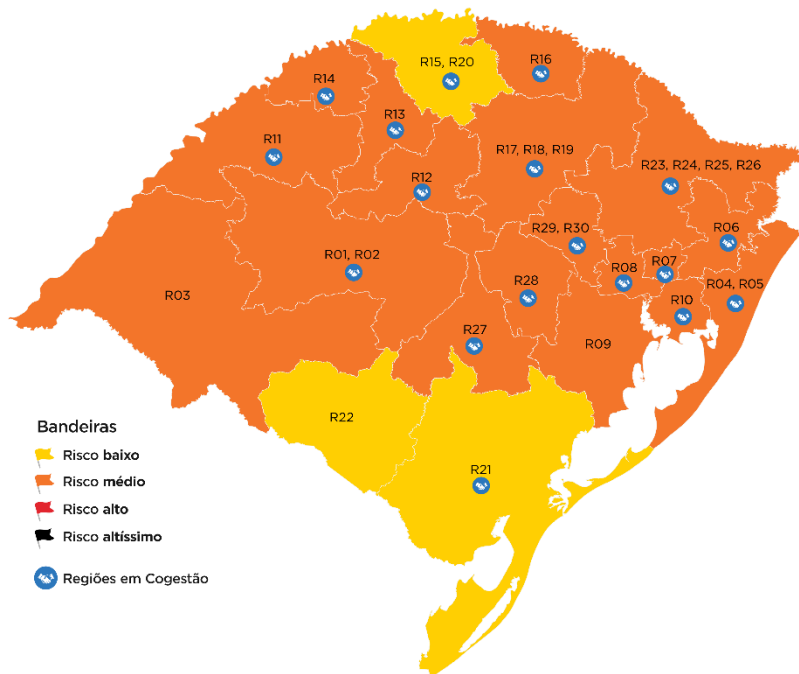 R15, R20
R16
R14
R13
R11
R17, R18, R19
R23, R24, R25, R26
R12
R29, R30
R06
R01, R02
R07
R08
R04, R05
R03
R28
R10
R27
R09
R22
R21
Bandeiras
Risco baixo
Risco médio
Risco alto
Risco altíssimo
Regiões em Cogestão